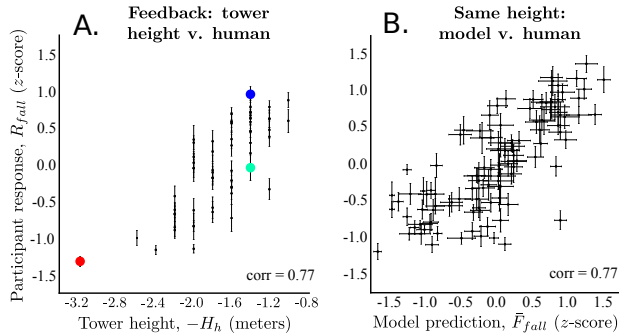 A.
Feedback: tower
height v. human
Participant response, R_fall (z-score)
1.5
1.0
0.5
0.0
-0.5
-1.0
-1.5
corr = 0.77
-3.2 -2.8 -2.4 -2.0 -1.6 -1.2 -0.8
Tower height, −H_h (meters)
B.
Same height:
model v. human
1.5
1.0
0.5
0.0
-0.5
-1.0
-1.5
corr = 0.77
-1.5 -1.0 -0.5 0.0 0.5 1.0 1.5
Model prediction, F̄_fall (z-score)